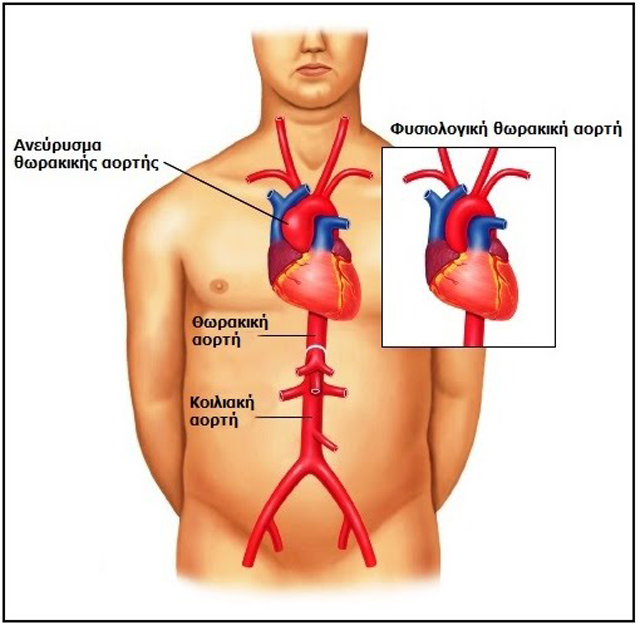 Ανεύρυσμα
θωρακικής αορτής
Φυσιολογική θωρακική αορτή
Θωρακική
αορτή
Κοιλιακή
αορτή